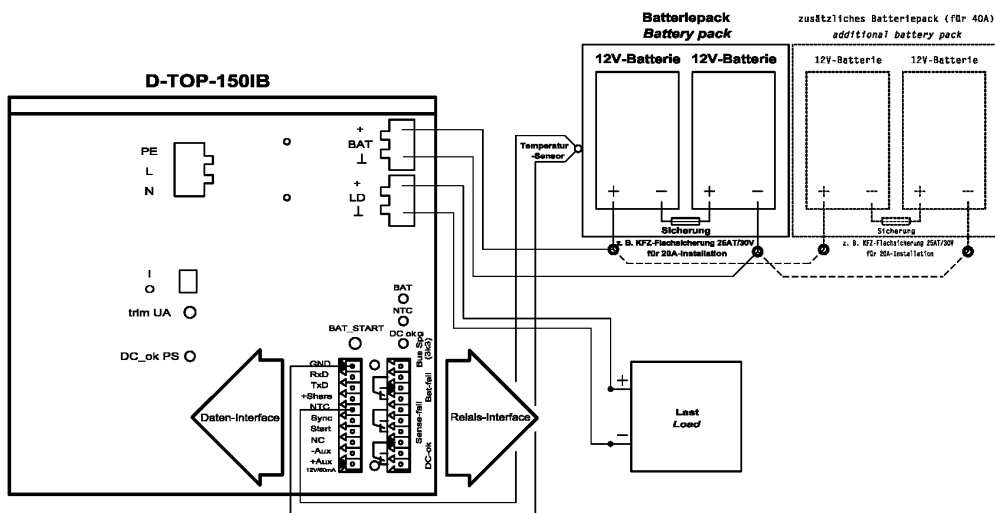 D-TOP-150IB
PE
L
N
+
BAT
⊥
+
LD
⊥
I
O
trim UA
DC_ok PS
BAT
NTC
DC ok
BAT_START
GND
RxD
TxD
+Share
NTC
Sync
Start
NC
-Aux
+Aux
12V/60mA
Bus Spg
(3k3)
Bat-fail
Sense-fail
DC-ok
Daten-Interface
Relais-Interface
Temperatur
-Sensor
Batteriepack
Battery pack
12V-Batterie
12V-Batterie
+ − + −
Sicherung
z. B. KFZ-Flachsicherung 25AT/30V
für 20A-Installation
zusätzliches Batteriepack (für 40A)
additional battery pack
12V-Batterie
12V-Batterie
+ − + −
Sicherung
z. B. KFZ-Flachsicherung 25AT/30V
für 20A-Installation
+
−
Last
Load